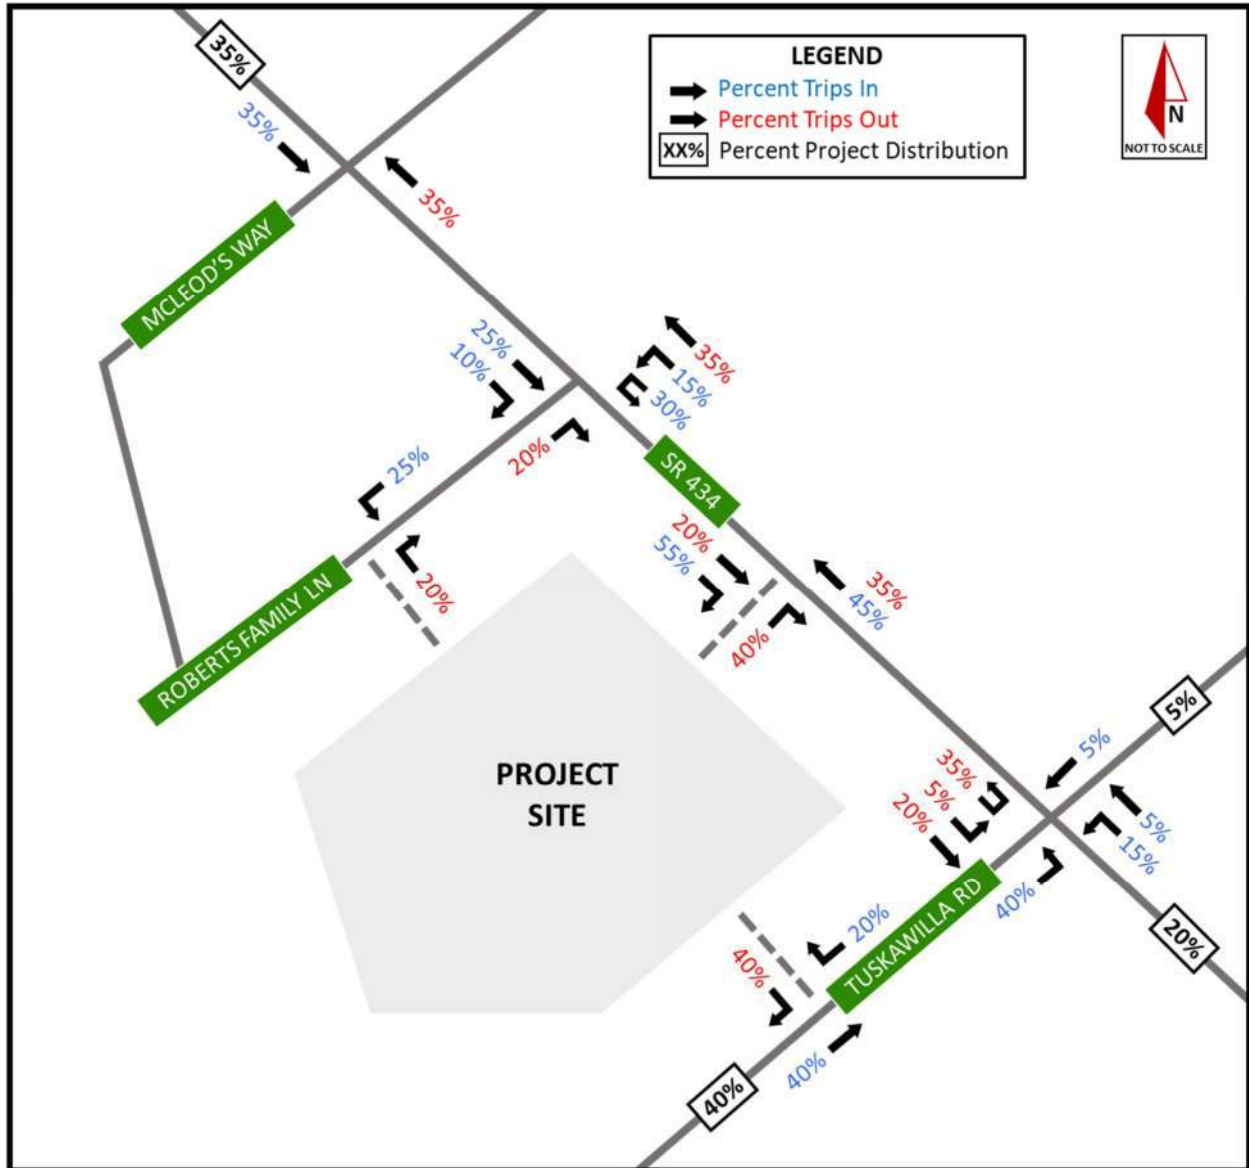 LEGEND
Percent Trips In
Percent Trips Out
XX% Percent Project Distribution
N
NOT TO SCALE
35%
35%
35%
MCLEOD'S WAY
25%
10%
35%
15%
30%
20%
SR 434
25%
20%
ROBERTS FAMILY LN
20%
55%
40%
35%
45%
PROJECT
SITE
5%
5%
35%
5%
20%
5%
15%
40%
20%
20%
TUSKAWILLA RD
40%
40%
40%